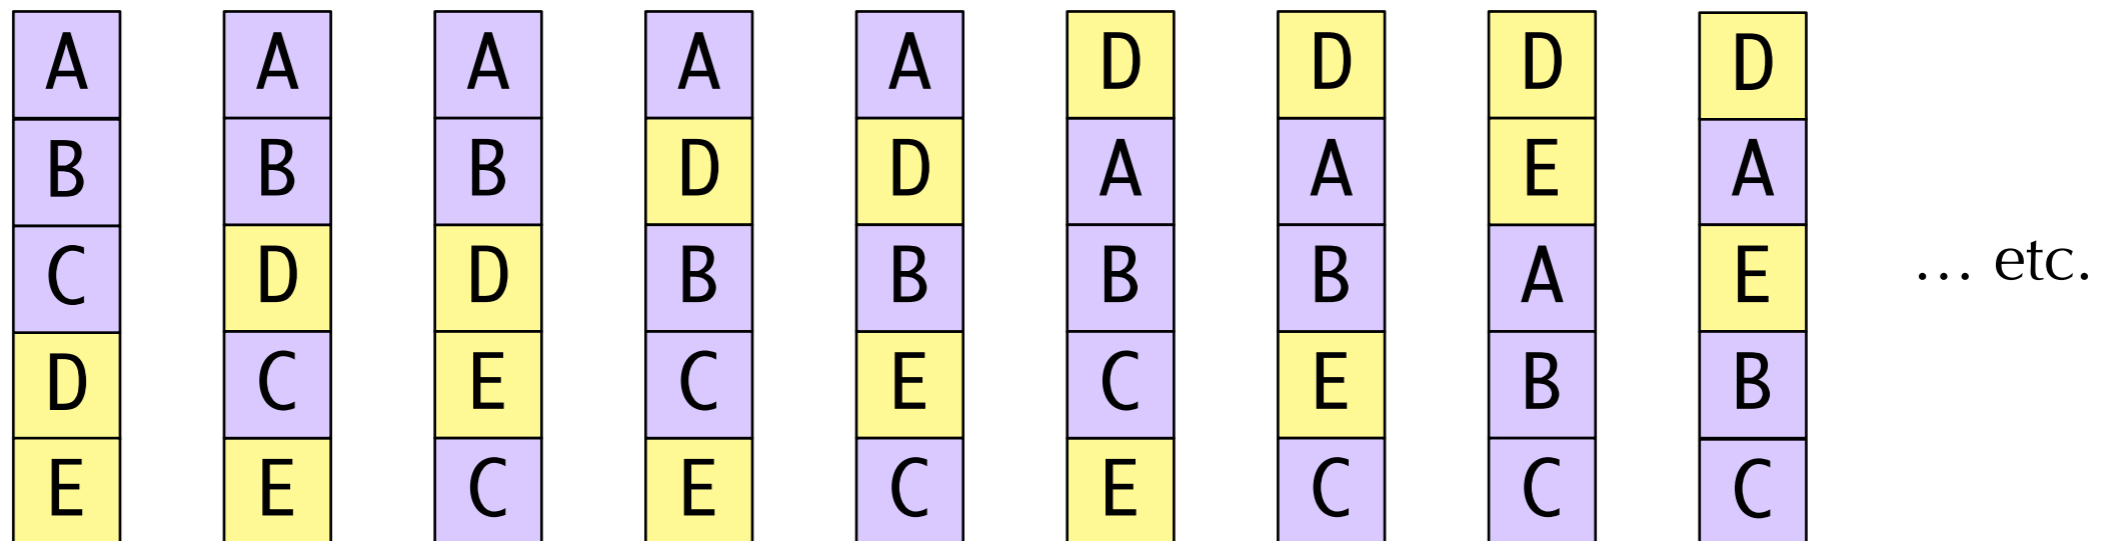 A A A A A D D D D
B B B D D A A E A
C D D B B B B A E … etc.
D C E C E C E B B
E E C E C E C C C